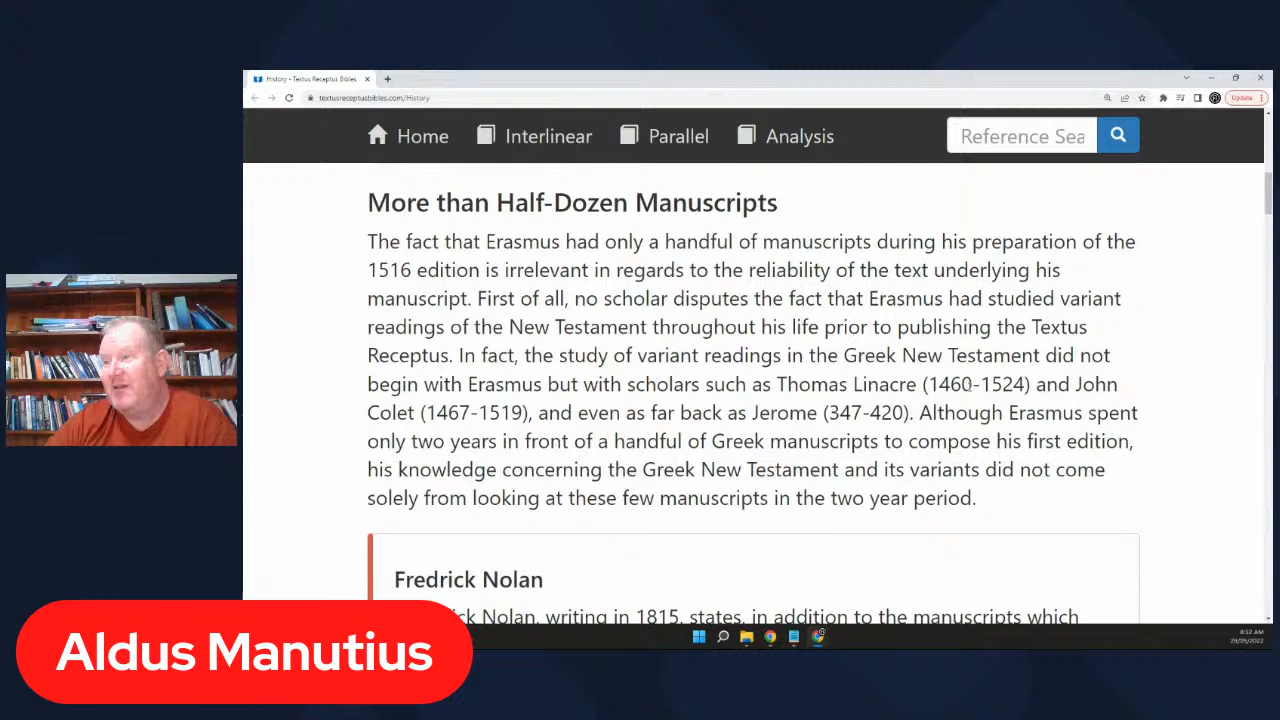 History - Textus Receptus Bibles
textusreceptusbibles.com/History
Update
Home
Interlinear
Parallel
Analysis
Reference Sea
More than Half-Dozen Manuscripts
The fact that Erasmus had only a handful of manuscripts during his preparation of the
1516 edition is irrelevant in regards to the reliability of the text underlying his
manuscript. First of all, no scholar disputes the fact that Erasmus had studied variant
readings of the New Testament throughout his life prior to publishing the Textus
Receptus. In fact, the study of variant readings in the Greek New Testament did not
begin with Erasmus but with scholars such as Thomas Linacre (1460-1524) and John
Colet (1467-1519), and even as far back as Jerome (347-420). Although Erasmus spent
only two years in front of a handful of Greek manuscripts to compose his first edition,
his knowledge concerning the Greek New Testament and its variants did not come
solely from looking at these few manuscripts in the two year period.
Fredrick Nolan
ck Nolan, writing in 1815, states, in addition to the manuscripts which
Aldus Manutius
8:52 AM
29/05/2022